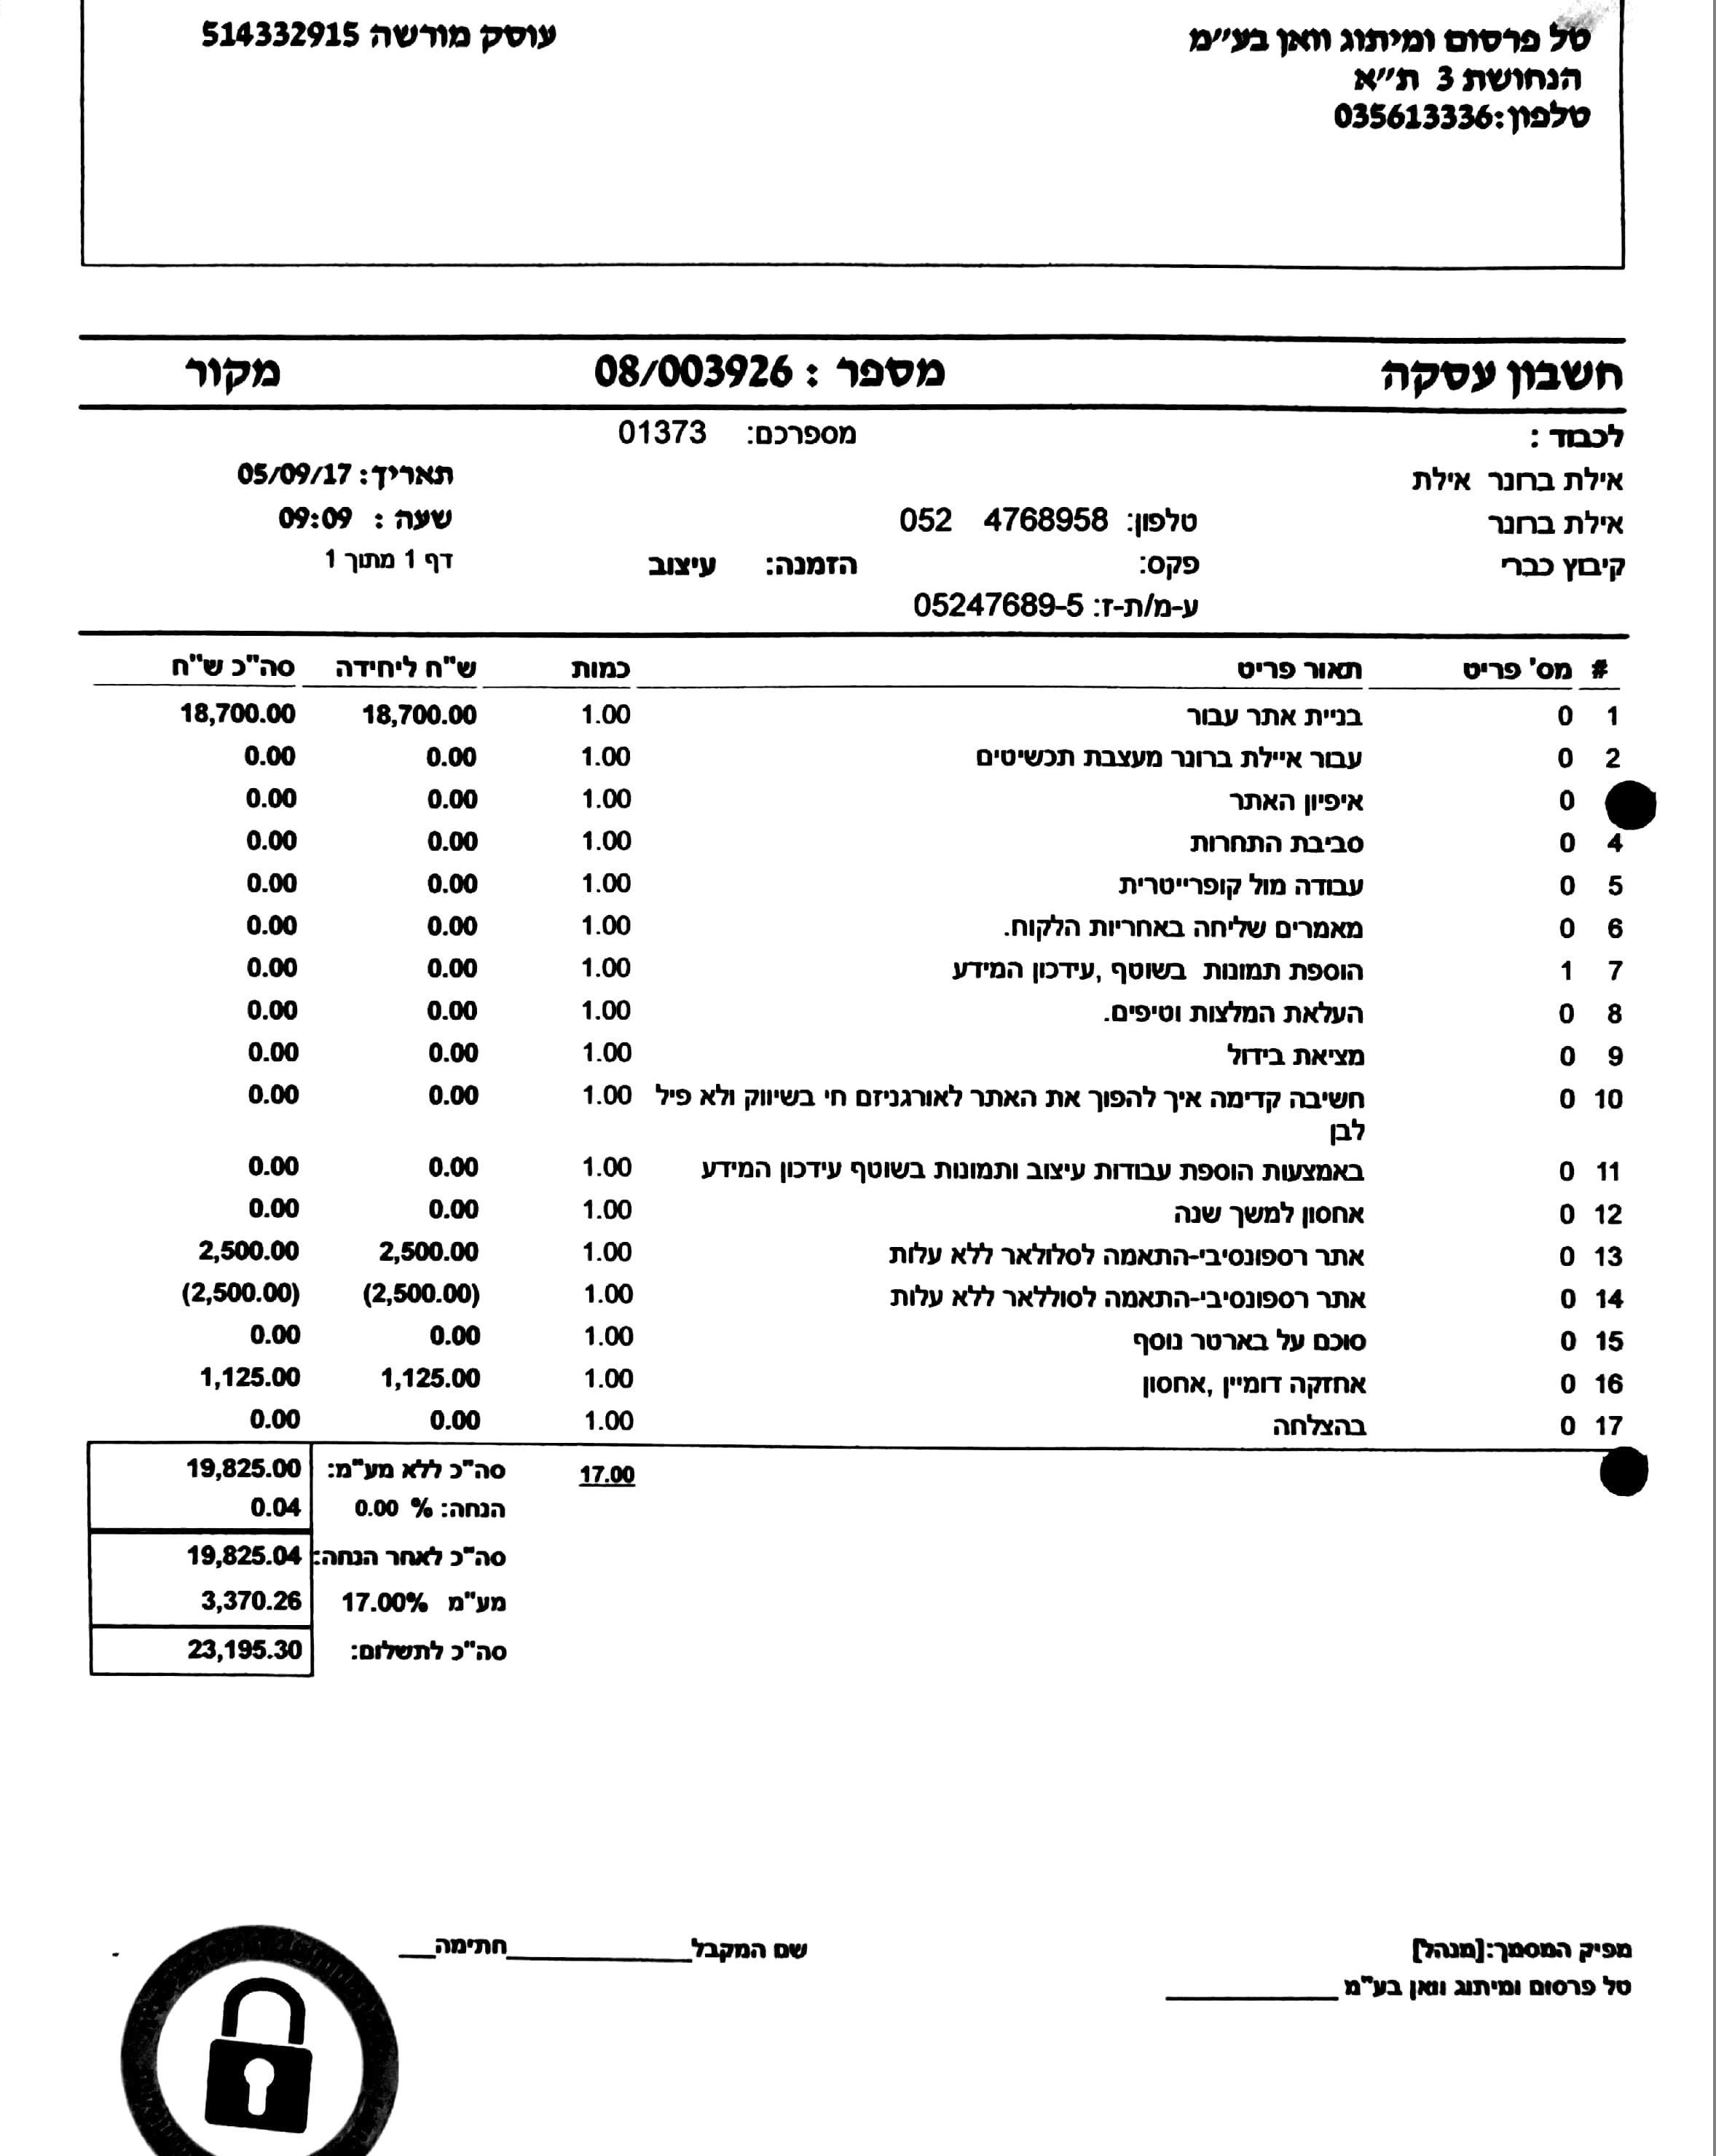 טל פרסום ומיתוג וואן בע״מ עוסק מורשה 514332915
הנחושת 3 ת״א
טלפון:035613336
חשבון עסקה מספר : 08/003926 מקור
לכבוד : מספרכם: 01373
אילת ברונר אילת תאריך: 05/09/17
אילת ברונר טלפון: 052 4768958 שעה : 09:09
קיבוץ כברי פקס: הזמנה: עיצוב דף 1 מתוך 1
ע-מ/ת-ז: 05247689-5
# מס' פריט תאור פריט כמות ש"ח ליחידה סה"כ ש"ח
1 0 בניית אתר עבור 1.00 18,700.00 18,700.00
2 0 עבור איילת ברונר מעצבת תכשיטים 1.00 0.00 0.00
0 איפיון האתר 1.00 0.00 0.00
4 0 סביבת התחרות 1.00 0.00 0.00
5 0 עבודה מול קופרייטרית 1.00 0.00 0.00
6 0 מאמרים שליחה באחריות הלקוח. 1.00 0.00 0.00
7 1 הוספת תמונות בשוטף ,עידכון המידע 1.00 0.00 0.00
8 0 העלאת המלצות וטיפים. 1.00 0.00 0.00
9 0 מציאת בידול 1.00 0.00 0.00
10 0 חשיבה קדימה איך להפוך את האתר לאורגניזם חי בשיווק ולא פיל 1.00 0.00 0.00
לבן
11 0 באמצעות הוספת עבודות עיצוב ותמונות בשוטף עידכון המידע 1.00 0.00 0.00
12 0 אחסון למשך שנה 1.00 0.00 0.00
13 0 אתר רספונסיבי-התאמה לסלולאר ללא עלות 1.00 2,500.00 2,500.00
14 0 אתר רספונסיבי-התאמה לסוללאר ללא עלות 1.00 (2,500.00) (2,500.00)
15 0 סוכם על בארטר נוסף 1.00 0.00 0.00
16 0 אחזקה דומיין ,אחסון 1.00 1,125.00 1,125.00
17 0 בהצלחה 1.00 0.00 0.00
17.00 סה"כ ללא מע"מ: 19,825.00
הנחה: % 0.00 0.04
סה"כ לאחר הנחה: 19,825.04
מע"מ 17.00% 3,370.26
סה"כ לתשלום: 23,195.30
מפיק המסמך:[מנהל] שם המקבל____________חתימה___
טל פרסום ומיתוג וואן בע"מ ____________